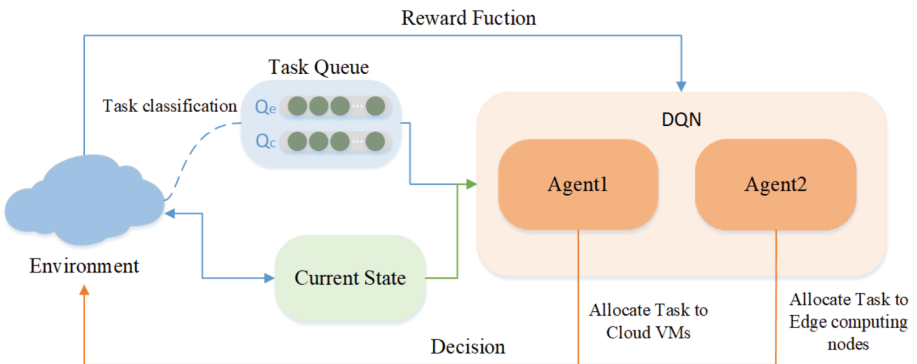 Reward Fuction
Task Queue
Task classification
Qe
Qc
DQN
Agent1
Agent2
Environment
Current State
Allocate Task to
Cloud VMs
Allocate Task to
Edge computing
nodes
Decision